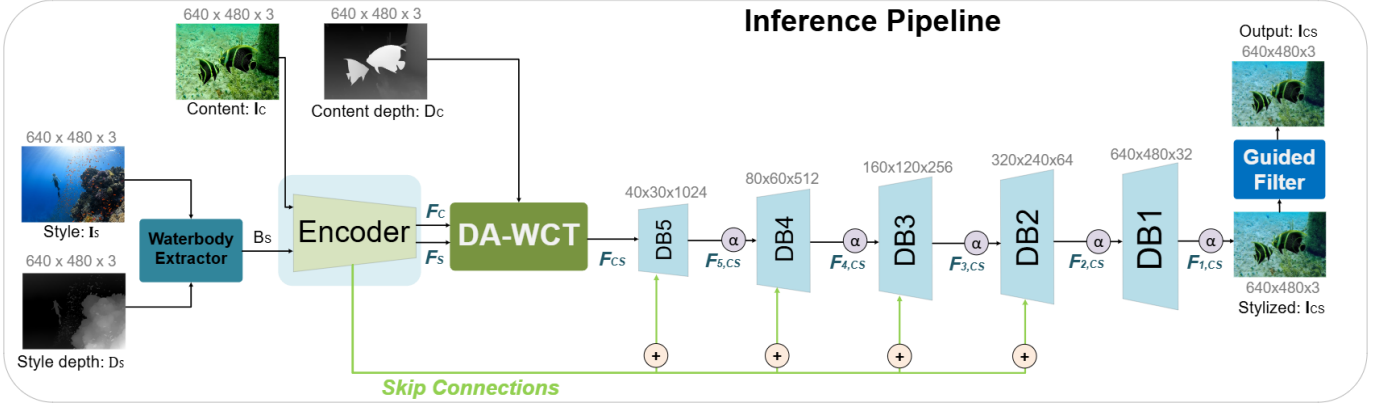 Inference Pipeline
640 x 480 x 3
Content: IC
640 x 480 x 3
Content depth: DC
640 x 480 x 3
Style: IS
640 x 480 x 3
Style depth: DS
Waterbody
Extractor
BS
Encoder
FC
FS
DA-WCT
FCS
40x30x1024
DB5
α
F5,CS
80x60x512
DB4
α
F4,CS
160x120x256
DB3
α
F3,CS
320x240x64
DB2
α
F2,CS
640x480x32
DB1
α
F1,CS
Output: ICS
640x480x3
Guided
Filter
640x480x3
Stylized: ICS
+
+
+
+
Skip Connections